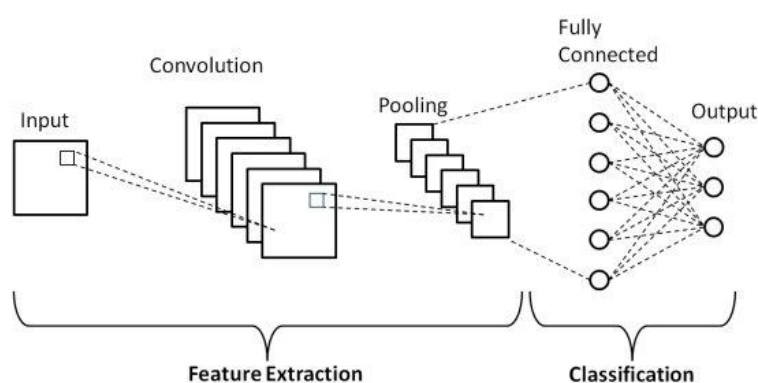 Fully
Connected
Convolution
Pooling
Input
Output
Feature Extraction
Classification